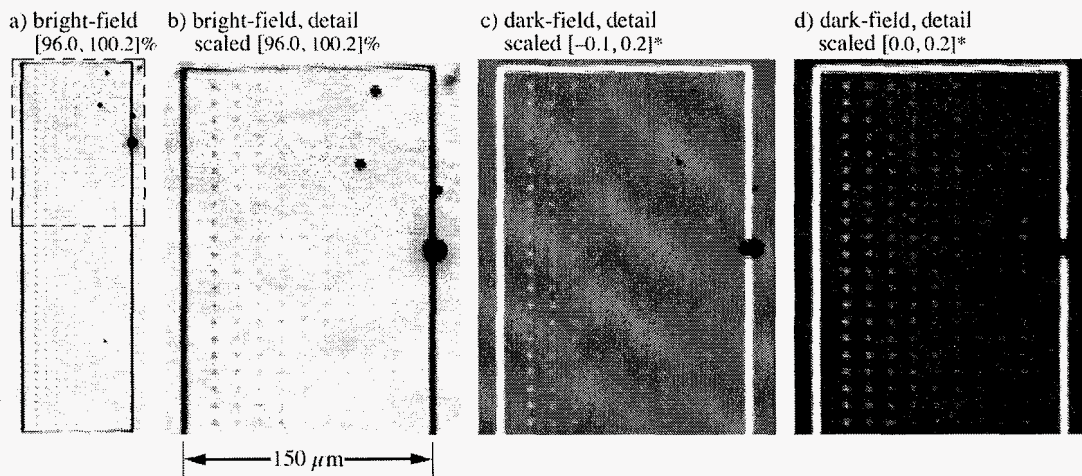 a) bright-field
[96.0, 100.2]%
b) bright-field, detail
scaled [96.0, 100.2]%
c) dark-field, detail
scaled [−0.1, 0.2]*
d) dark-field, detail
scaled [0.0, 0.2]*
150 μm